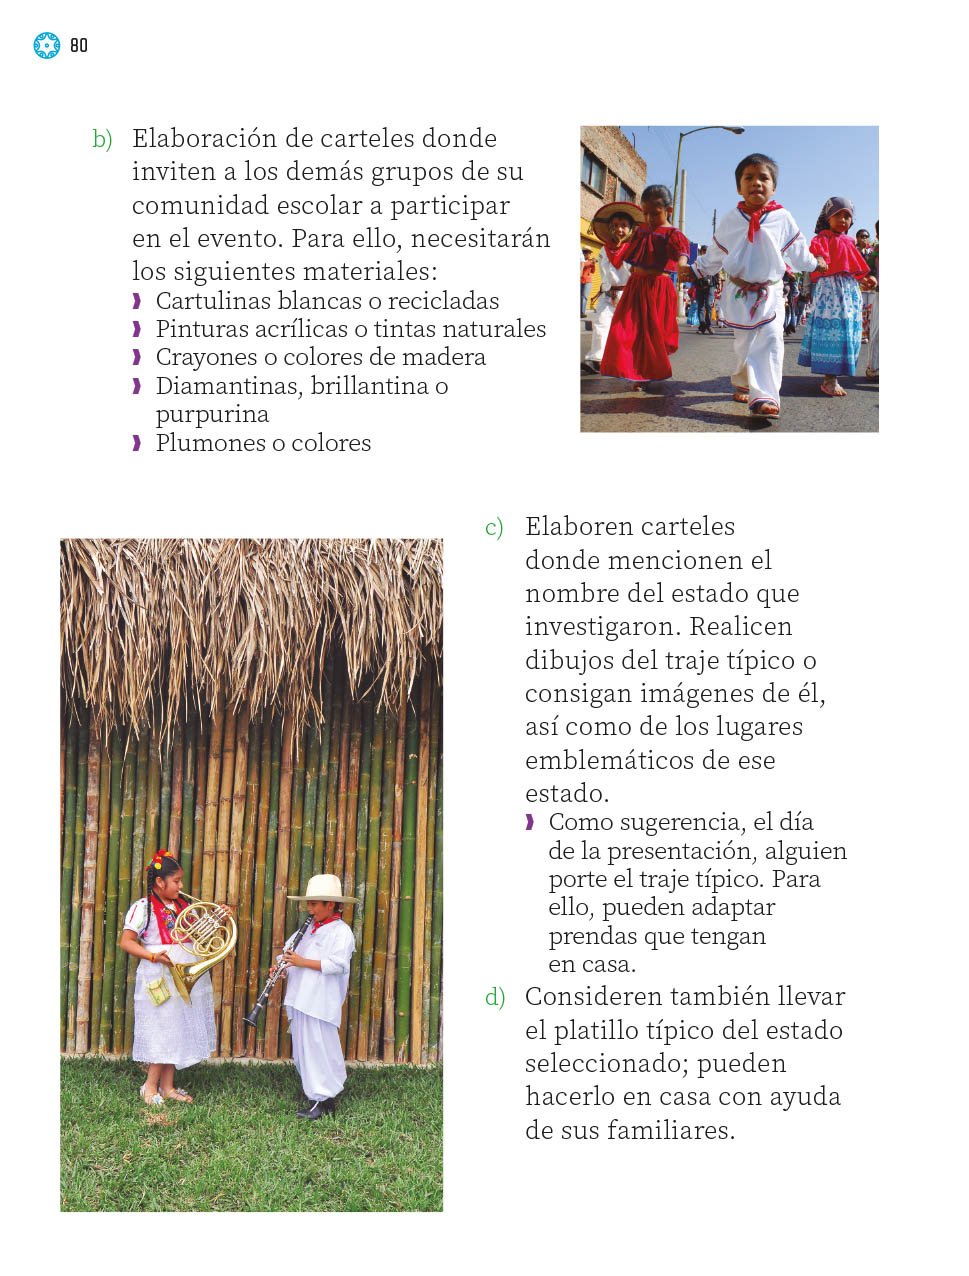 80
b) Elaboración de carteles donde
inviten a los demás grupos de su
comunidad escolar a participar
en el evento. Para ello, necesitarán
los siguientes materiales:
Cartulinas blancas o recicladas
Pinturas acrílicas o tintas naturales
Crayones o colores de madera
Diamantinas, brillantina o
purpurina
Plumones o colores
c) Elaboren carteles
donde mencionen el
nombre del estado que
investigaron. Realicen
dibujos del traje típico o
consigan imágenes de él,
así como de los lugares
emblemáticos de ese
estado.
Como sugerencia, el día
de la presentación, alguien
porte el traje típico. Para
ello, pueden adaptar
prendas que tengan
en casa.
d) Consideren también llevar
el platillo típico del estado
seleccionado; pueden
hacerlo en casa con ayuda
de sus familiares.